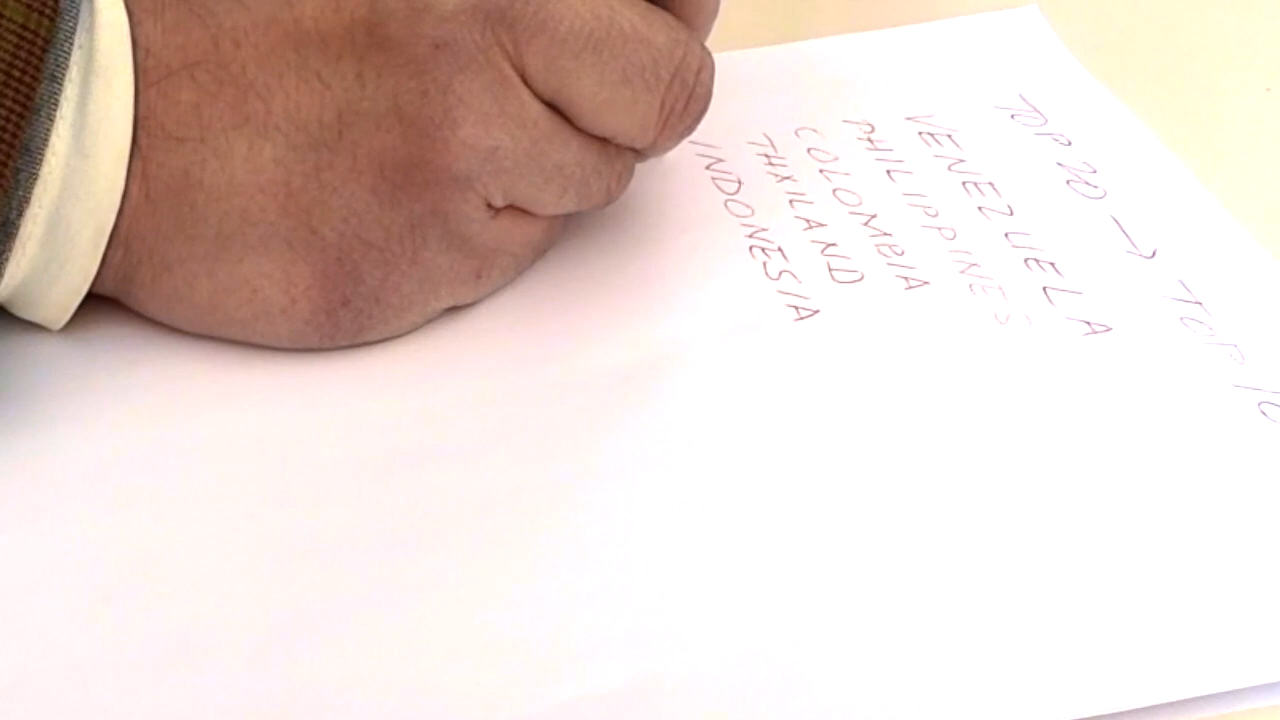 TOP 20 → TOP 10
VENEZUELA
PHILIPPINES
COLOMBIA
THAILAND
INDONESIA